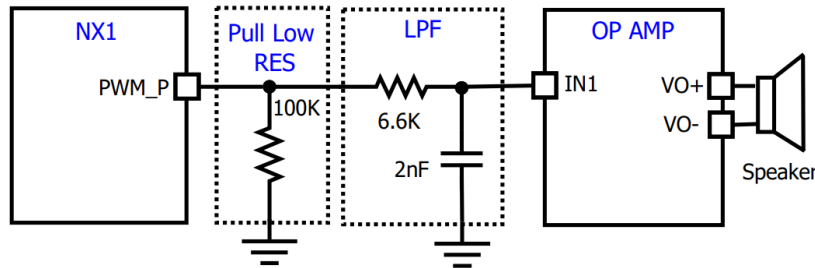 NX1
PWM_P
Pull Low
RES
100K
LPF
6.6K
2nF
OP AMP
IN1
VO+
VO-
Speaker